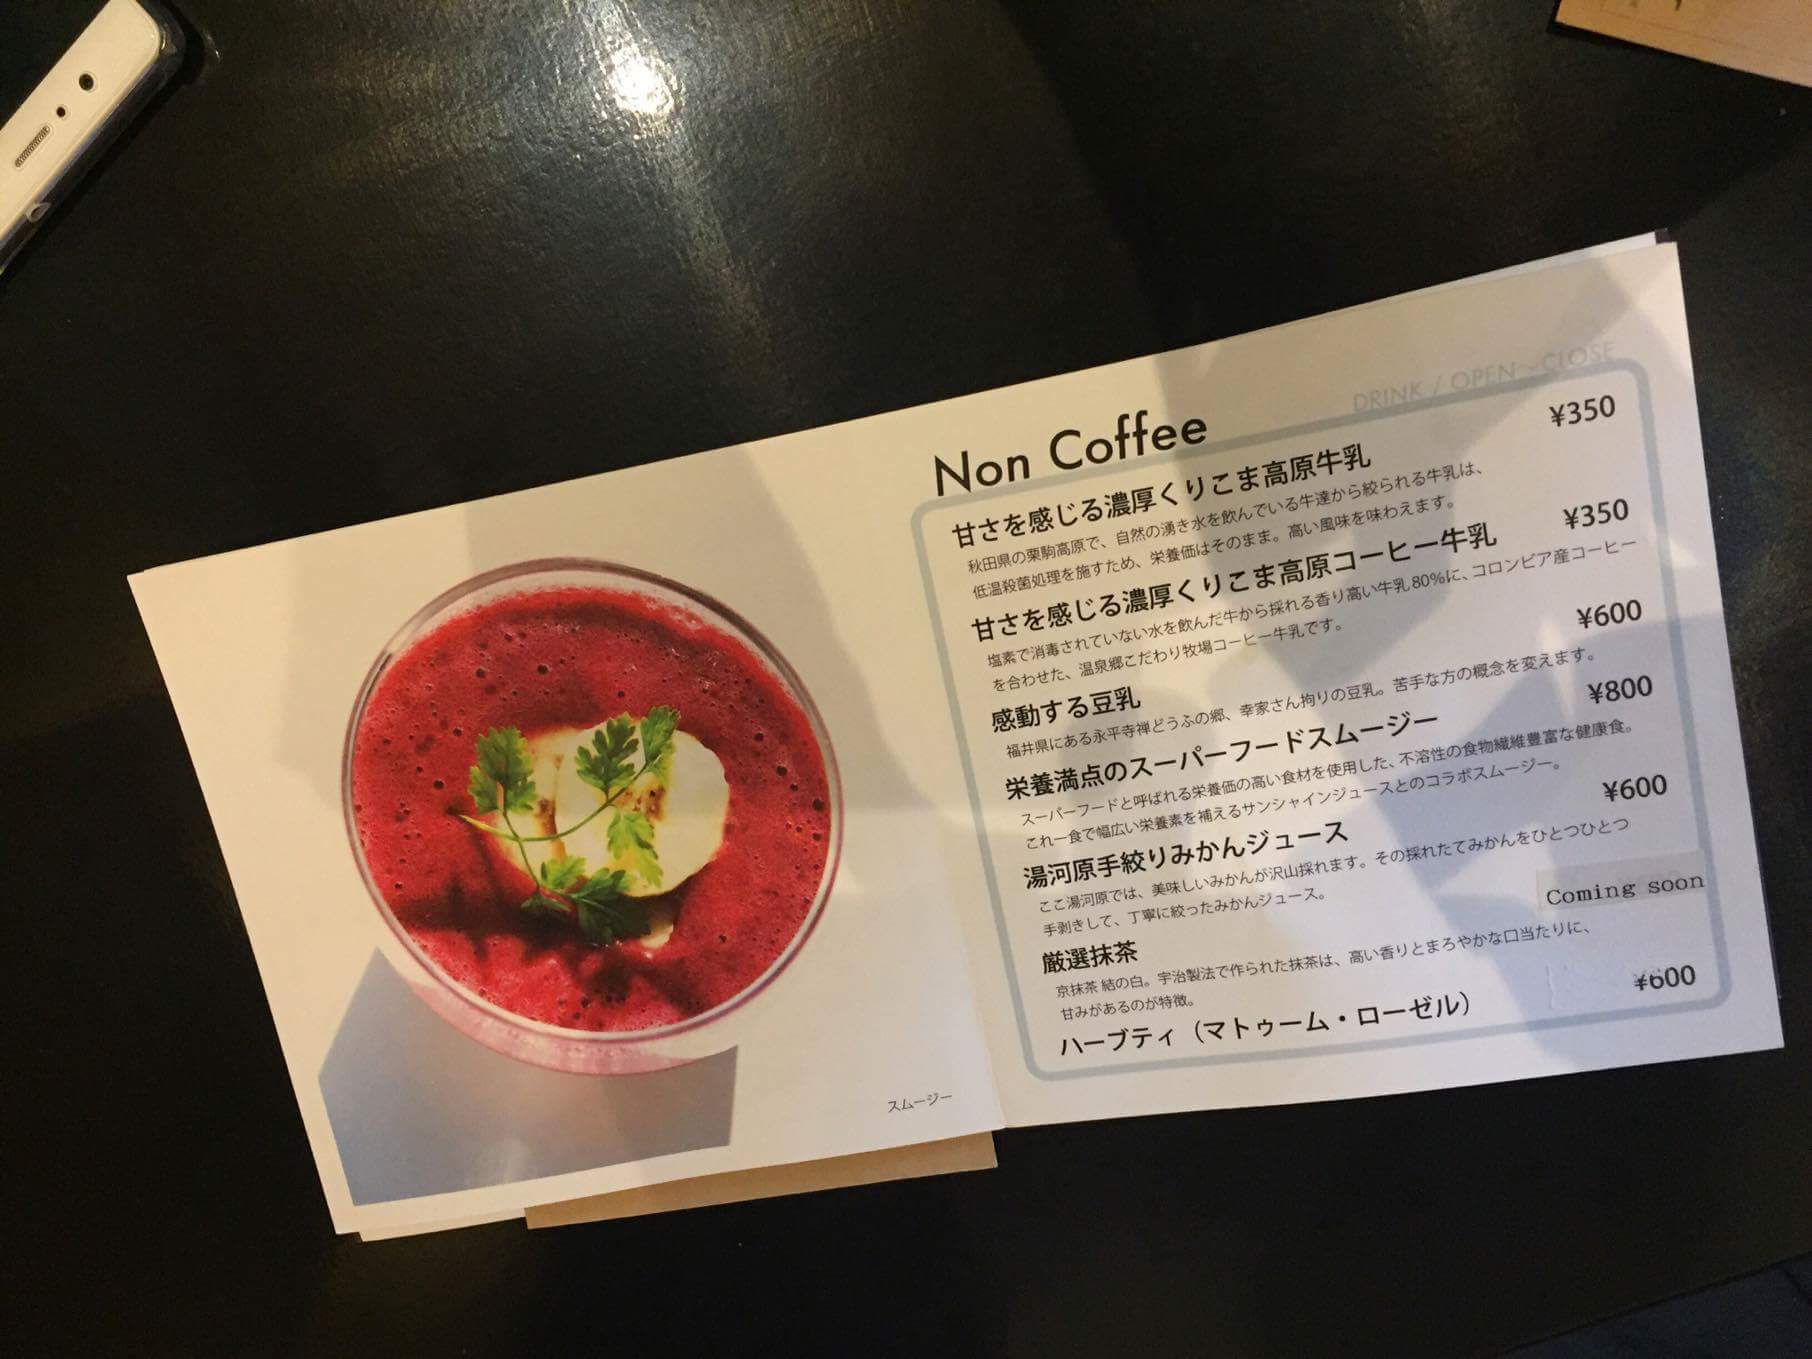 DRINK / OPEN～CLOSE
Non Coffee
甘さを感じる濃厚くりこま高原牛乳 ¥350
秋田県の栗駒高原で、自然の湧き水を飲んでいる牛達から絞られる牛乳は、
低温殺菌処理を施すため、栄養価はそのまま。高い風味を味わえます。
甘さを感じる濃厚くりこま高原コーヒー牛乳 ¥350
塩素で消毒されていない水を飲んだ牛から採れる香り高い牛乳80%に、コロンビア産コーヒー
を合わせた、温泉郷こだわり牧場コーヒー牛乳です。
感動する豆乳 ¥600
福井県にある永平寺禅どうふの郷、幸家さん拘りの豆乳。苦手な方の概念を変えます。
栄養満点のスーパーフードスムージー ¥800
スーパーフードと呼ばれる栄養価の高い食材を使用した、不溶性の食物繊維豊富な健康食。
これ一食で幅広い栄養素を補えるサンシャインジュースとのコラボスムージー。
湯河原手絞りみかんジュース ¥600
ここ湯河原では、美味しいみかんが沢山採れます。その採れたてみかんをひとつひとつ
手剥きして、丁寧に絞ったみかんジュース。
厳選抹茶 Coming soon
京抹茶 結の白。宇治製法で作られた抹茶は、高い香りとまろやかな口当たりに、
甘みがあるのが特徴。
ハーブティ（マトゥーム・ローゼル） ¥600
スムージー